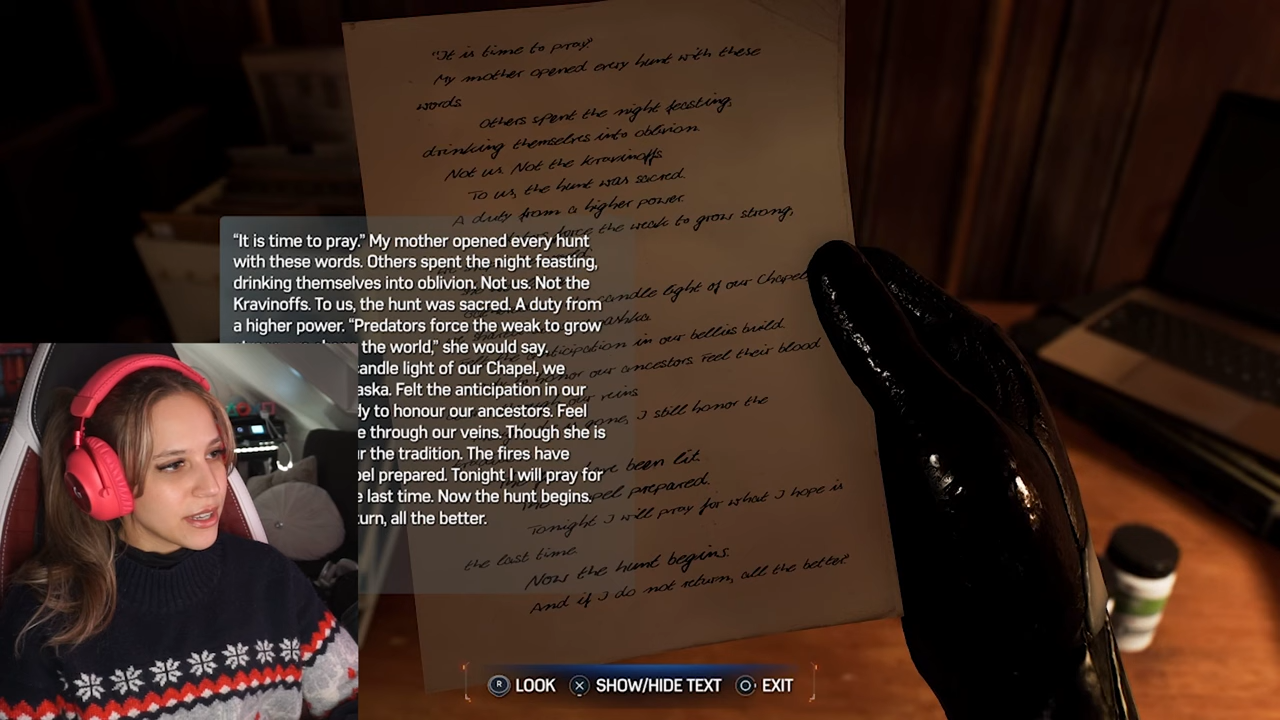 "It is time to pray."
My mother opened every hunt with these
words.
Others spent the night feasting,
drinking themselves into oblivion.
Not us. Not the Kravinoffs
To us, the hunt was sacred.
A duty from a higher power.
force the weak to grow strong,
candle light of our Chapel,
anticipation in our bellies build.
honor our ancestors. Feel their blood
our veins
gone, I still honor the
have been lit.
prepared.
Tonight I will pray for what I hope is
the last time.
Now the hunt begins.
And if I do not return, all the better."
“It is time to pray.” My mother opened every hunt
with these words. Others spent the night feasting,
drinking themselves into oblivion. Not us. Not the
Kravinoffs. To us, the hunt was sacred. A duty from
a higher power. “Predators force the weak to grow
the world,” she would say.
andle light of our Chapel, we
aska. Felt the anticipation in our
dy to honour our ancestors. Feel
e through our veins. Though she is
ur the tradition. The fires have
pel prepared. Tonight I will pray for
e last time. Now the hunt begins.
turn, all the better.
R LOOK SHOW/HIDE TEXT EXIT